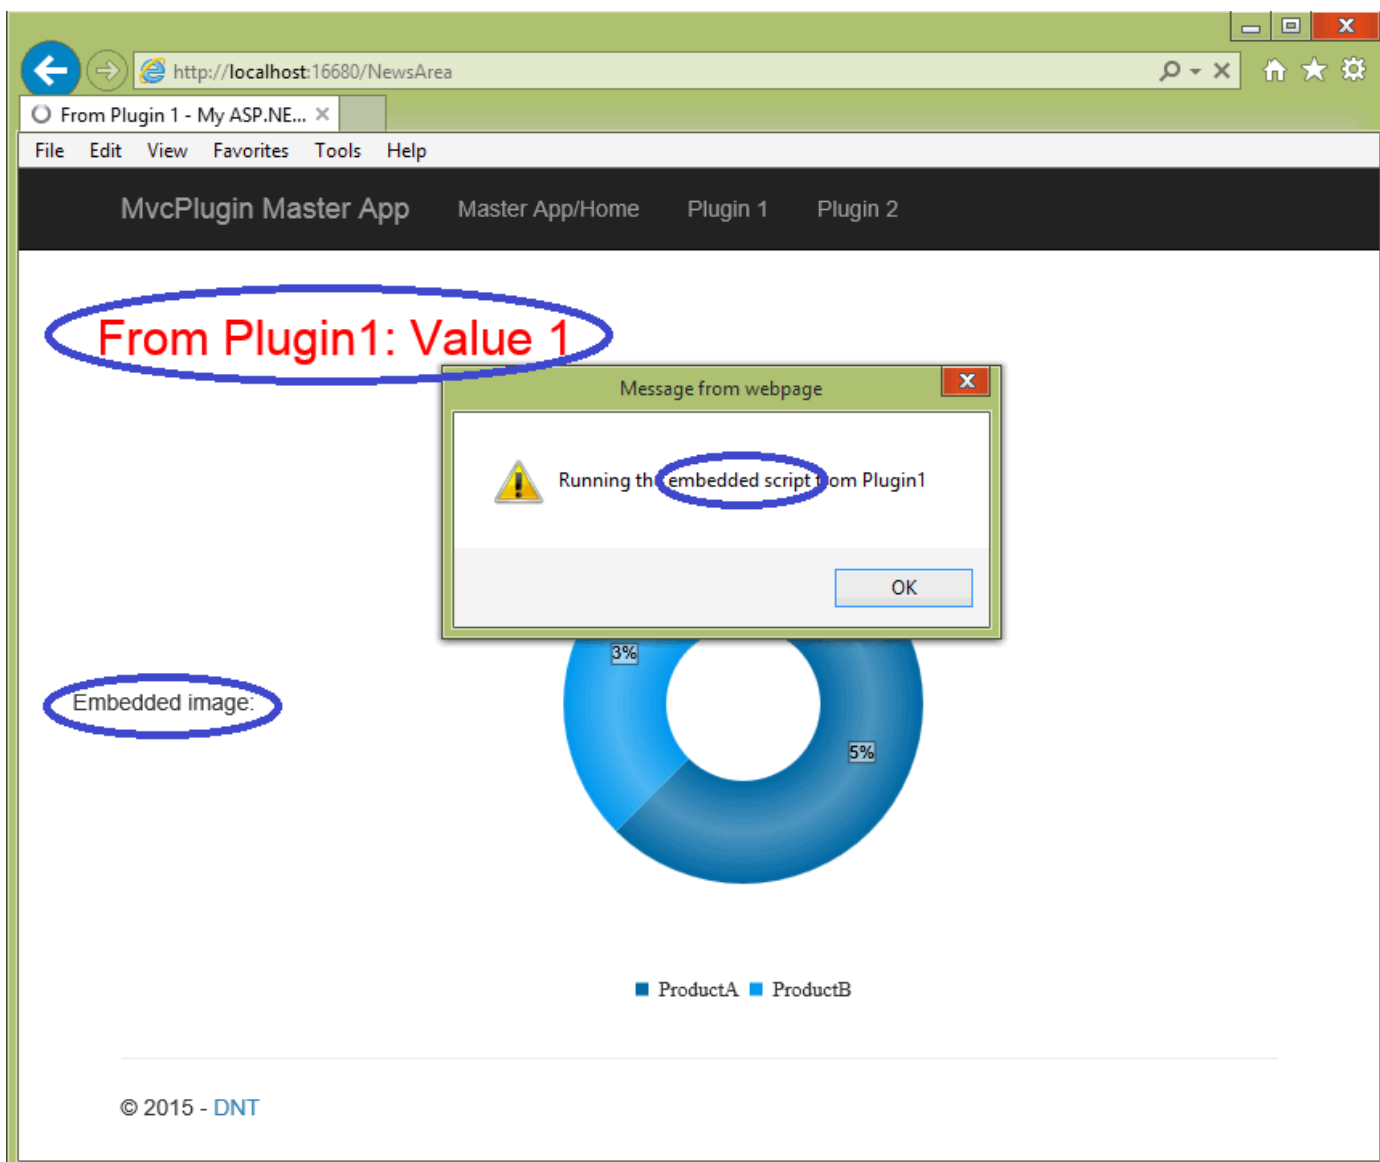 http://localhost:16680/NewsArea
From Plugin 1 - My ASP.NE...
File Edit View Favorites Tools Help
MvcPlugin Master App Master App/Home Plugin 1 Plugin 2
From Plugin1: Value 1
Message from webpage
Running the embedded script from Plugin1
OK
3%
Embedded image:
5%
ProductA ProductB
© 2015 - DNT